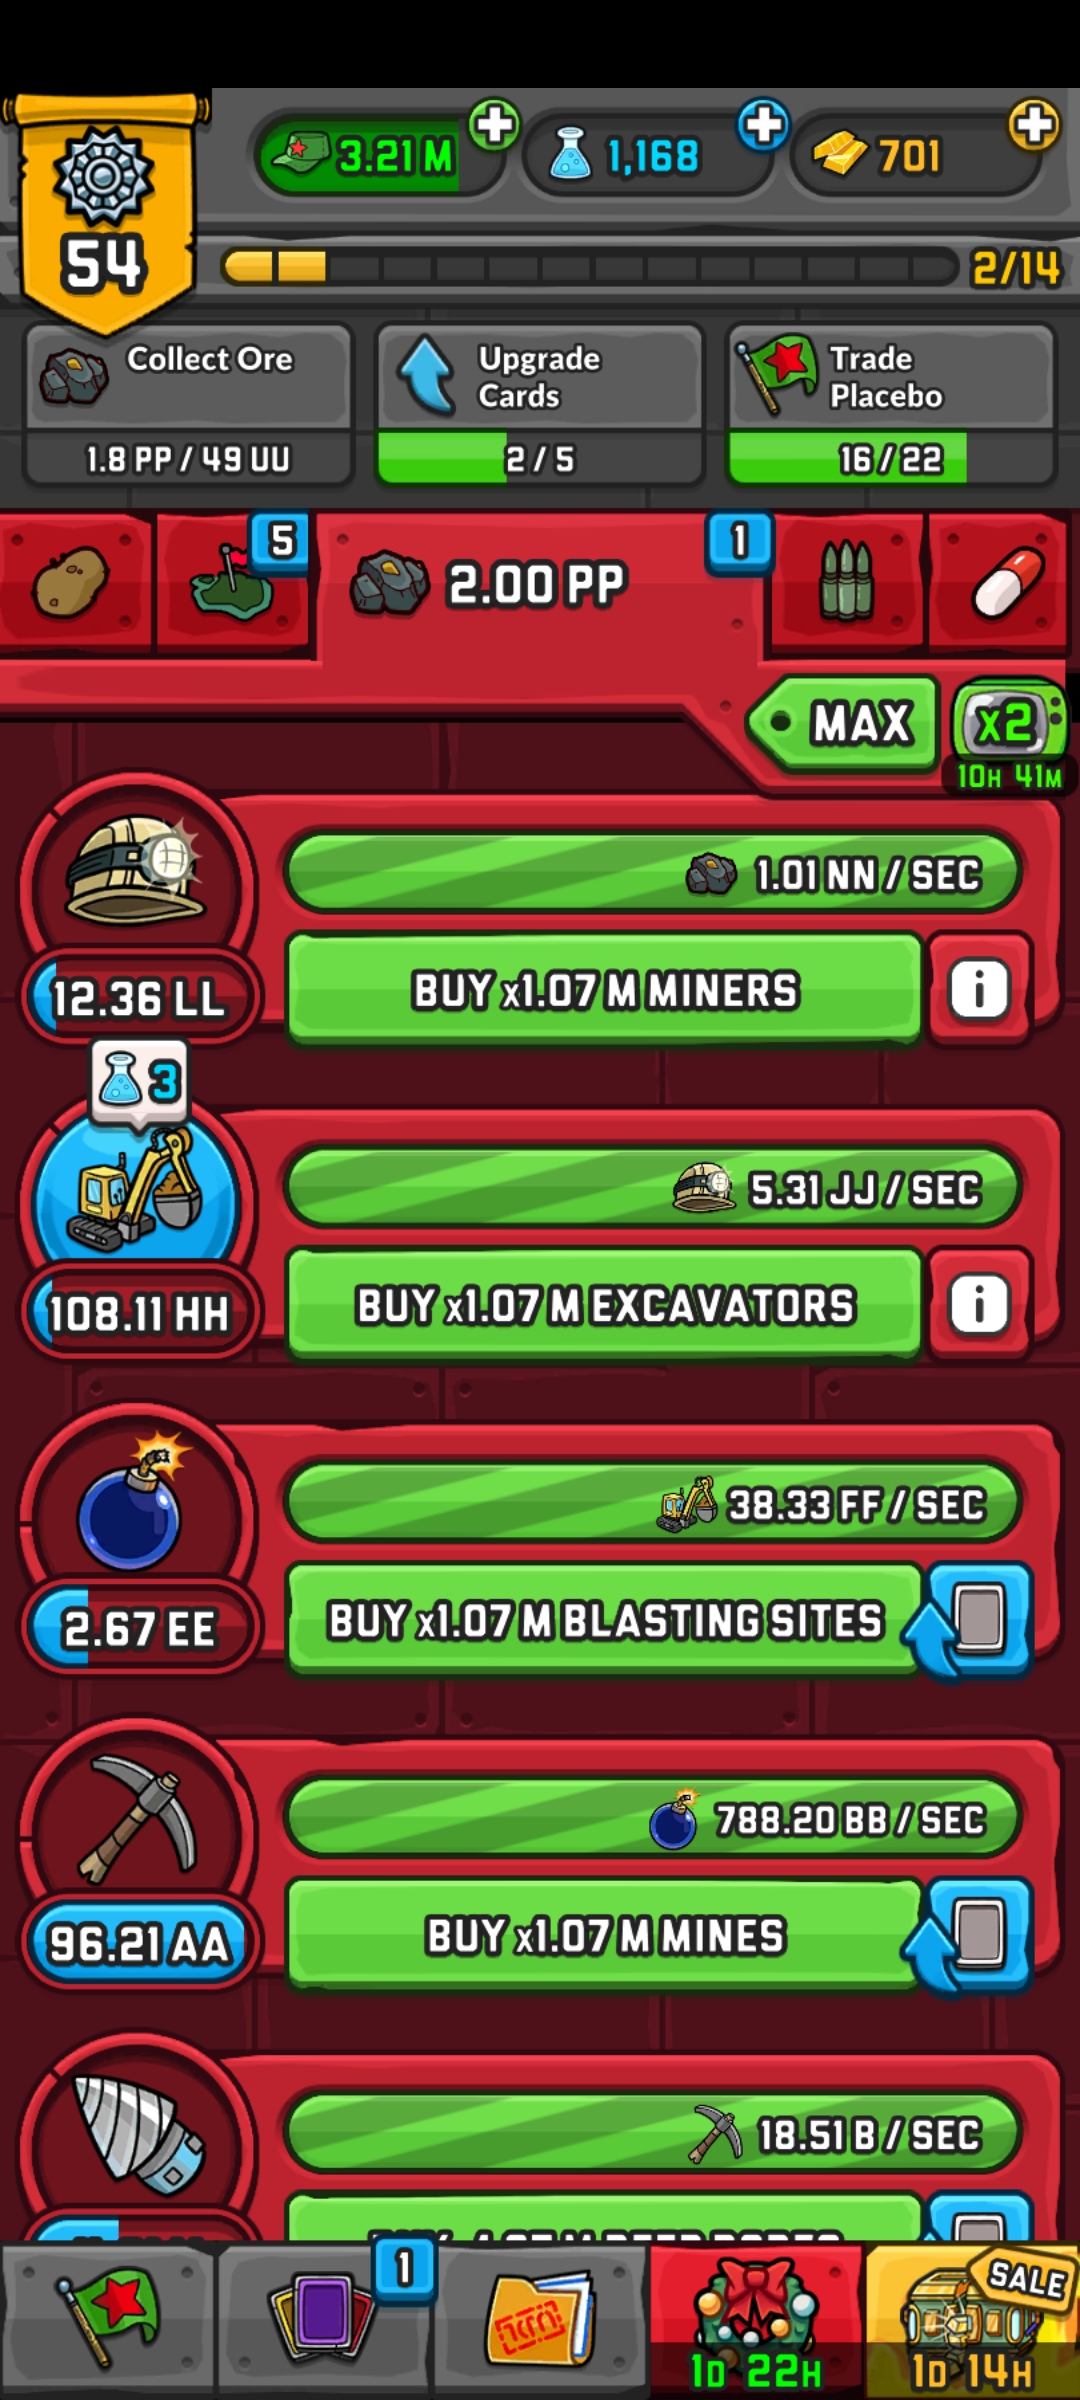 3.21 M
1,168
701
54
2/14
Collect Ore
1.8 PP / 49 UU
Upgrade
Cards
2 / 5
Trade
Placebo
16 / 22
5
2.00 PP
1
MAX
x2
10H 41M
1.01 NN / SEC
12.36 LL
BUY x1.07 M MINERS
i
3
5.31 JJ / SEC
108.11 HH
BUY x1.07 M EXCAVATORS
i
38.33 FF / SEC
2.67 EE
BUY x1.07 M BLASTING SITES
788.20 BB / SEC
96.21 AA
BUY x1.07 M MINES
18.51 B / SEC
1
SALE
1D 22H
1D 14H